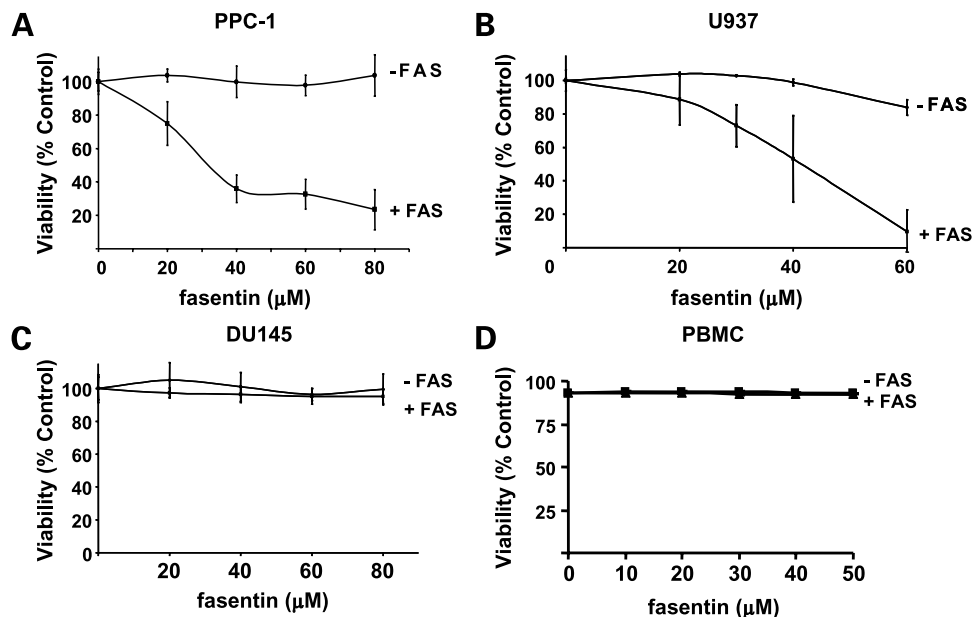 A
PPC-1
Viability (% Control)
100
80
60
40
20
0
20
40
60
80
fasentin (μM)
-FAS
+ FAS
B
U937
Viability (% Control)
100
80
60
40
20
0
20
40
60
fasentin (μM)
- FAS
+ FAS
C
DU145
Viability (% Control)
100
80
60
40
20
0
20
40
60
80
fasentin (μM)
- FAS
+ FAS
D
PBMC
Viability (% Control)
100
75
50
25
0
10
20
30
40
50
fasentin (μM)
- FAS
+ FAS